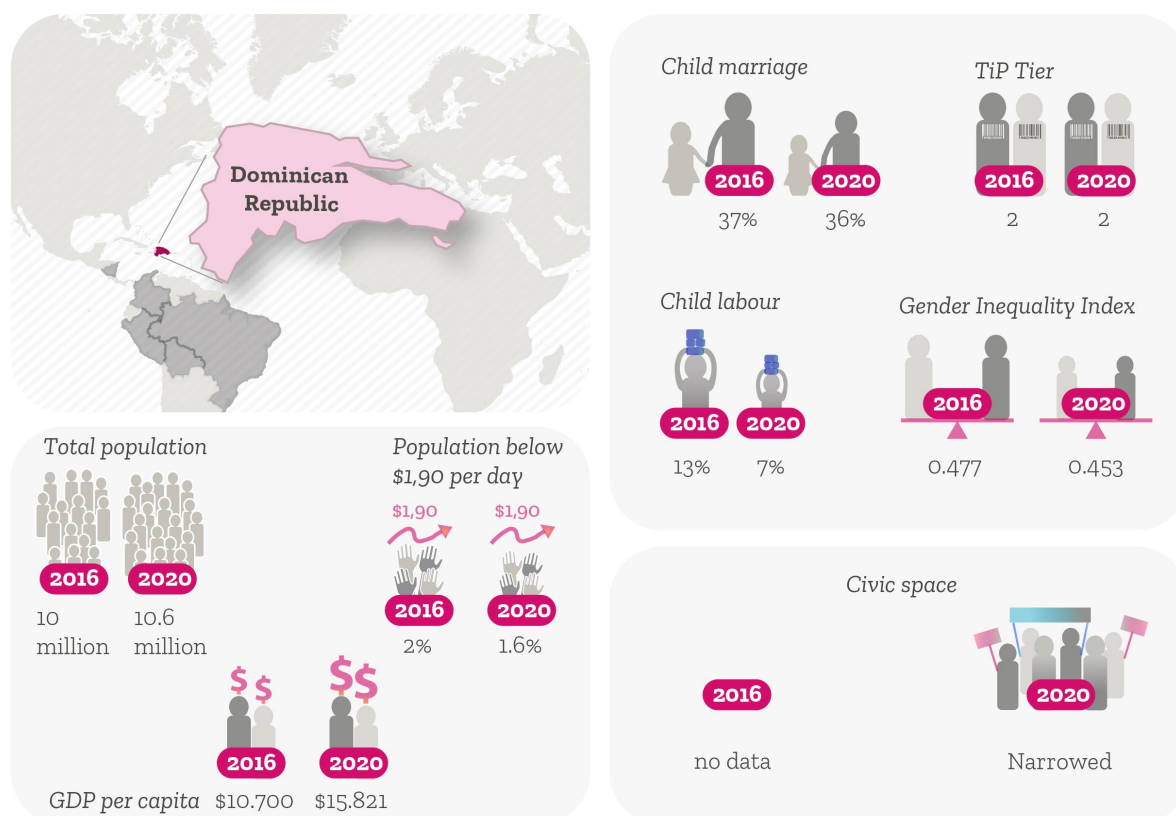 Dominican
Republic
Total population
2016 2020
10
million
10.6
million
Population below
$1,90 per day
$1,90 $1,90
2016 2020
2% 1.6%
2016 2020
GDP per capita $10.700 $15.821
Child marriage
2016 2020
37% 36%
TiP Tier
2016 2020
2 2
Child labour
2016 2020
13% 7%
Gender Inequality Index
2016 2020
0.477 0.453
Civic space
2016 2020
no data Narrowed